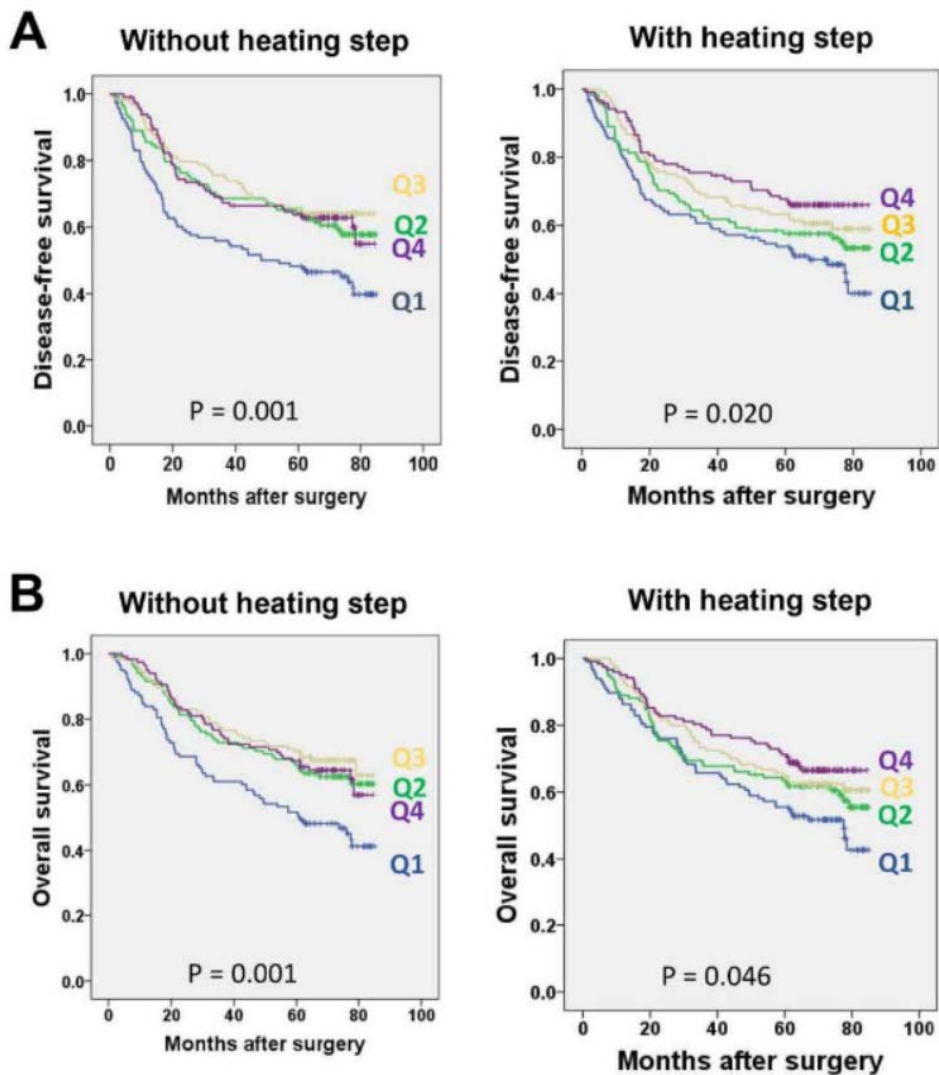 A
Without heating step
With heating step
Disease-free survival
1.0
0.8
0.6
0.4
0.2
0.0
Q3
Q2
Q4
Q1
P = 0.001
0 20 40 60 80 100
Months after surgery
Disease-free survival
1.0
0.8
0.6
0.4
0.2
0.0
Q4
Q3
Q2
Q1
P = 0.020
0 20 40 60 80 100
Months after surgery
B
Without heating step
With heating step
Overall survival
1.0
0.8
0.6
0.4
0.2
0.0
Q3
Q2
Q4
Q1
P = 0.001
0 20 40 60 80 100
Months after surgery
Overall survival
1.0
0.8
0.6
0.4
0.2
0.0
Q4
Q3
Q2
Q1
P = 0.046
0 20 40 60 80 100
Months after surgery